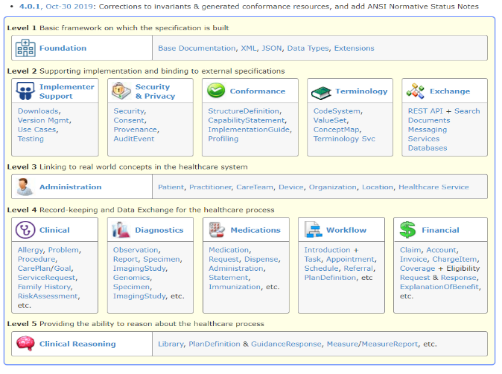 • 4.0.1, Oct-30 2019: Corrections to invariants & generated conformance resources, and add ANSI Normative Status Notes
Level 1 Basic framework on which the specification is built
Foundation
Base Documentation, XML, JSON, Data Types, Extensions
Level 2 Supporting implementation and binding to external specifications
Implementer
Support
Downloads,
Version Mgmt,
Use Cases,
Testing
Security
& Privacy
Security,
Consent,
Provenance,
AuditEvent
Conformance
StructureDefinition,
CapabilityStatement,
ImplementationGuide,
Profiling
Terminology
CodeSystem,
ValueSet,
ConceptMap,
Terminology Svc
Exchange
REST API + Search
Documents
Messaging
Services
Databases
Level 3 Linking to real world concepts in the healthcare system
Administration
Patient, Practitioner, CareTeam, Device, Organization, Location, Healthcare Service
Level 4 Record-keeping and Data Exchange for the healthcare process
Clinical
Allergy, Problem,
Procedure,
CarePlan/Goal,
ServiceRequest,
Family History,
RiskAssessment,
etc.
Diagnostics
Observation,
Report, Specimen,
ImagingStudy,
Genomics,
Specimen,
ImagingStudy, etc.
Medications
Medication,
Request, Dispense,
Administration,
Statement,
Immunization, etc.
Workflow
Introduction +
Task, Appointment,
Schedule, Referral,
PlanDefinition, etc
Financial
Claim, Account,
Invoice, ChargeItem,
Coverage + Eligibility
Request & Response,
ExplanationOfBenefit,
etc.
Level 5 Providing the ability to reason about the healthcare process
Clinical Reasoning
Library, PlanDefinition & GuidanceResponse, Measure/MeasureReport, etc.